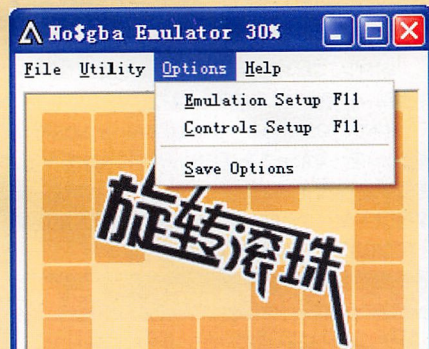 No$gba Emulator 30%
File Utility Options Help
Emulation Setup F11
Controls Setup F11
Save Options
旋转滚珠